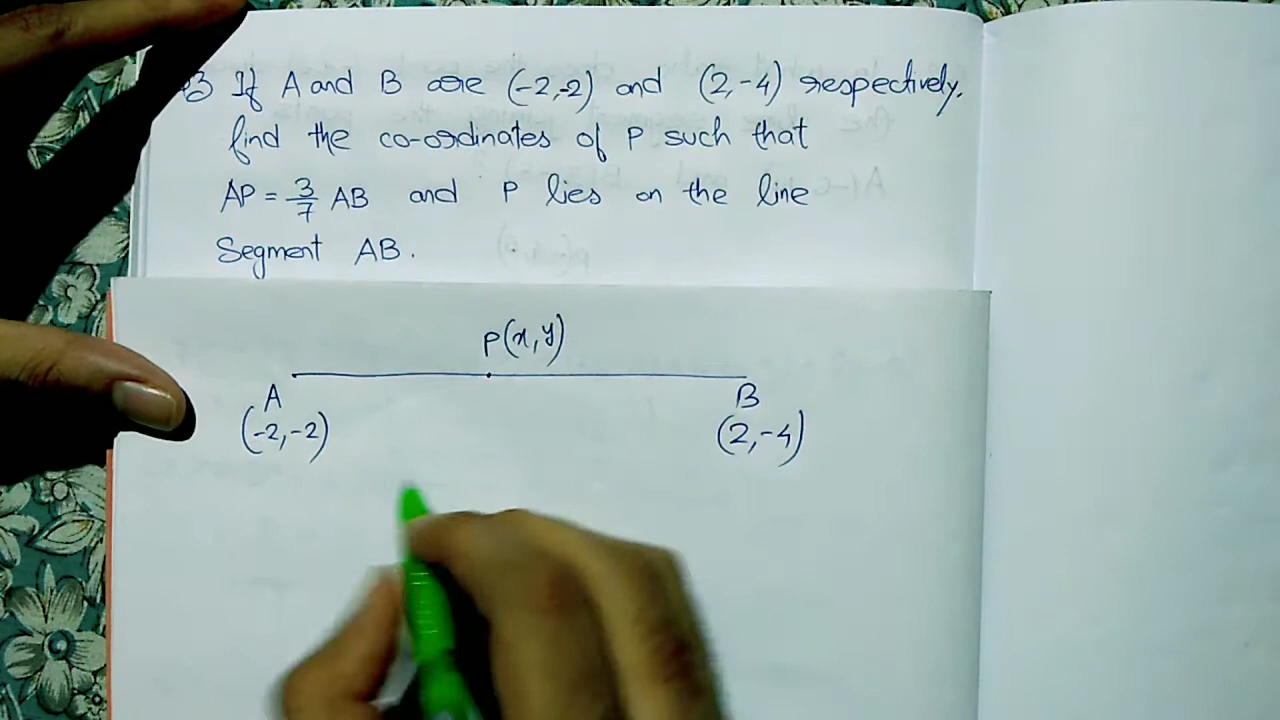 3 If A and B are (-2,-2) and (2,-4) respectively.
find the co-ordinates of P such that
AP = 3/7 AB and P lies on the line
Segment AB.
P(x,y)
A B
(-2,-2) (2,-4)